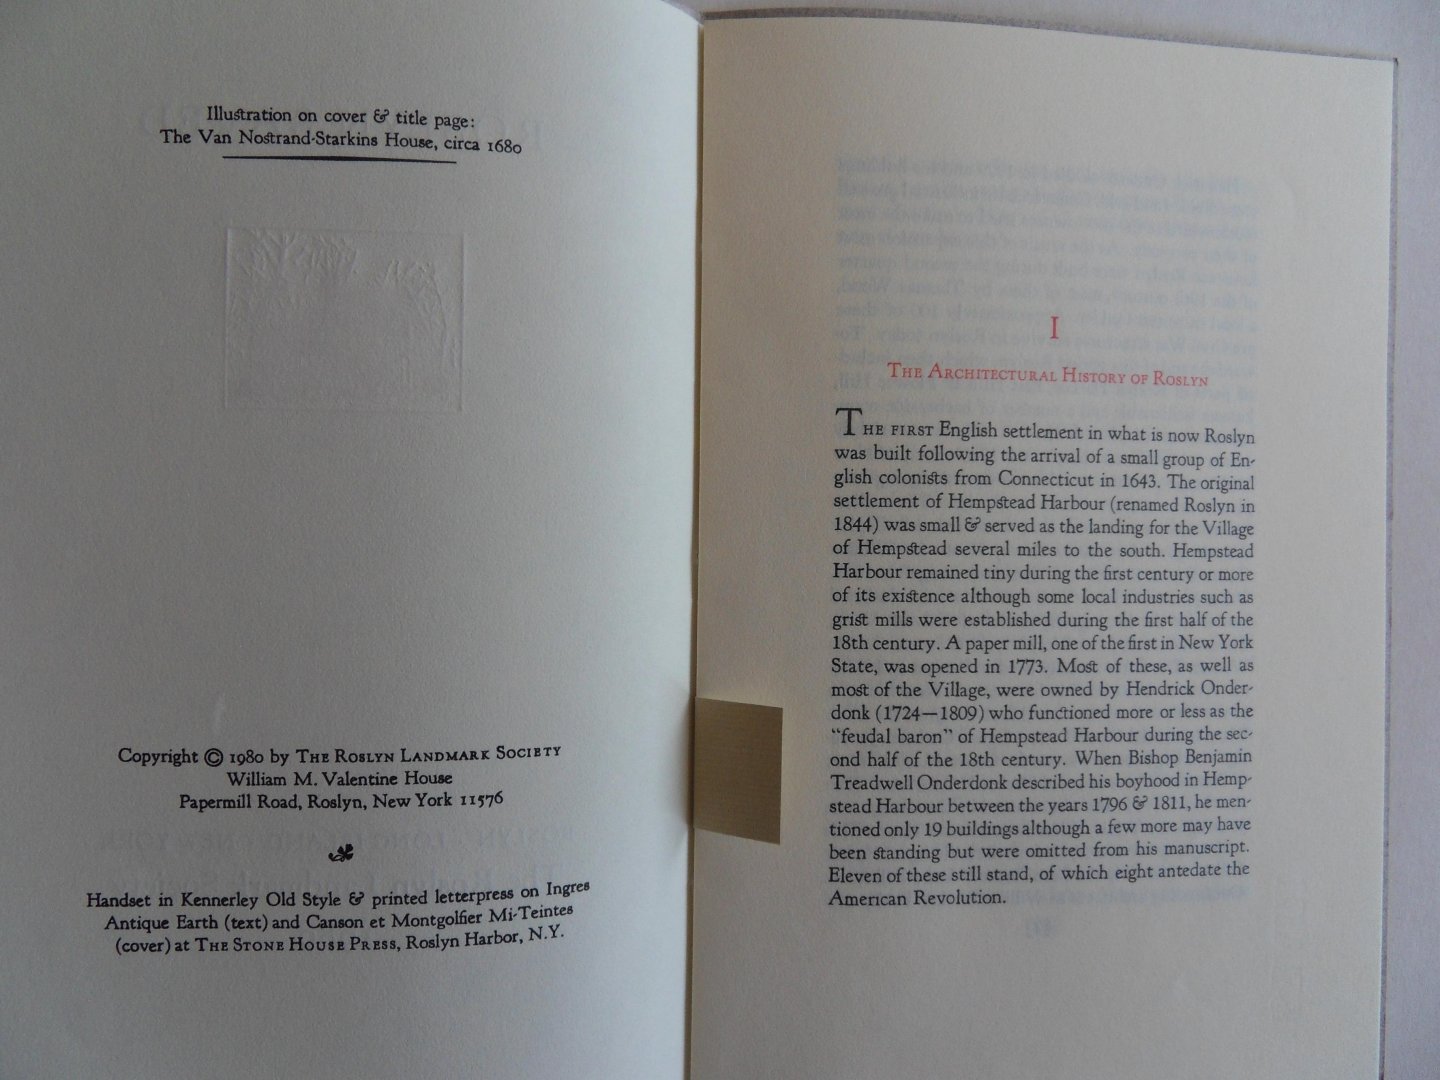 Illustration on cover & title page:
The Van Nostrand-Starkins House, circa 1680
Copyright © 1980 by THE ROSLYN LANDMARK SOCIETY
William M. Valentine House
Papermill Road, Roslyn, New York 11576
Handset in Kennerley Old Style & printed letterpress on Ingres
Antique Earth (text) and Canson et Montgolfier Mi-Teintes
(cover) at THE STONE HOUSE PRESS, Roslyn Harbor, N.Y.
I
THE ARCHITECTURAL HISTORY OF ROSLYN
THE FIRST English settlement in what is now Roslyn
was built following the arrival of a small group of En-
glish colonists from Connecticut in 1643. The original
settlement of Hempstead Harbour (renamed Roslyn in
1844) was small & served as the landing for the Village
of Hempstead several miles to the south. Hempstead
Harbour remained tiny during the first century or more
of its existence although some local industries such as
grist mills were established during the first half of the
18th century. A paper mill, one of the first in New York
State, was opened in 1773. Most of these, as well as
most of the Village, were owned by Hendrick Onder-
donk (1724—1809) who functioned more or less as the
“feudal baron” of Hempstead Harbour during the sec-
ond half of the 18th century. When Bishop Benjamin
Treadwell Onderdonk described his boyhood in Hemp-
stead Harbour between the years 1796 & 1811, he men-
tioned only 19 buildings although a few more may have
been standing but were omitted from his manuscript.
Eleven of these still stand, of which eight antedate the
American Revolution.